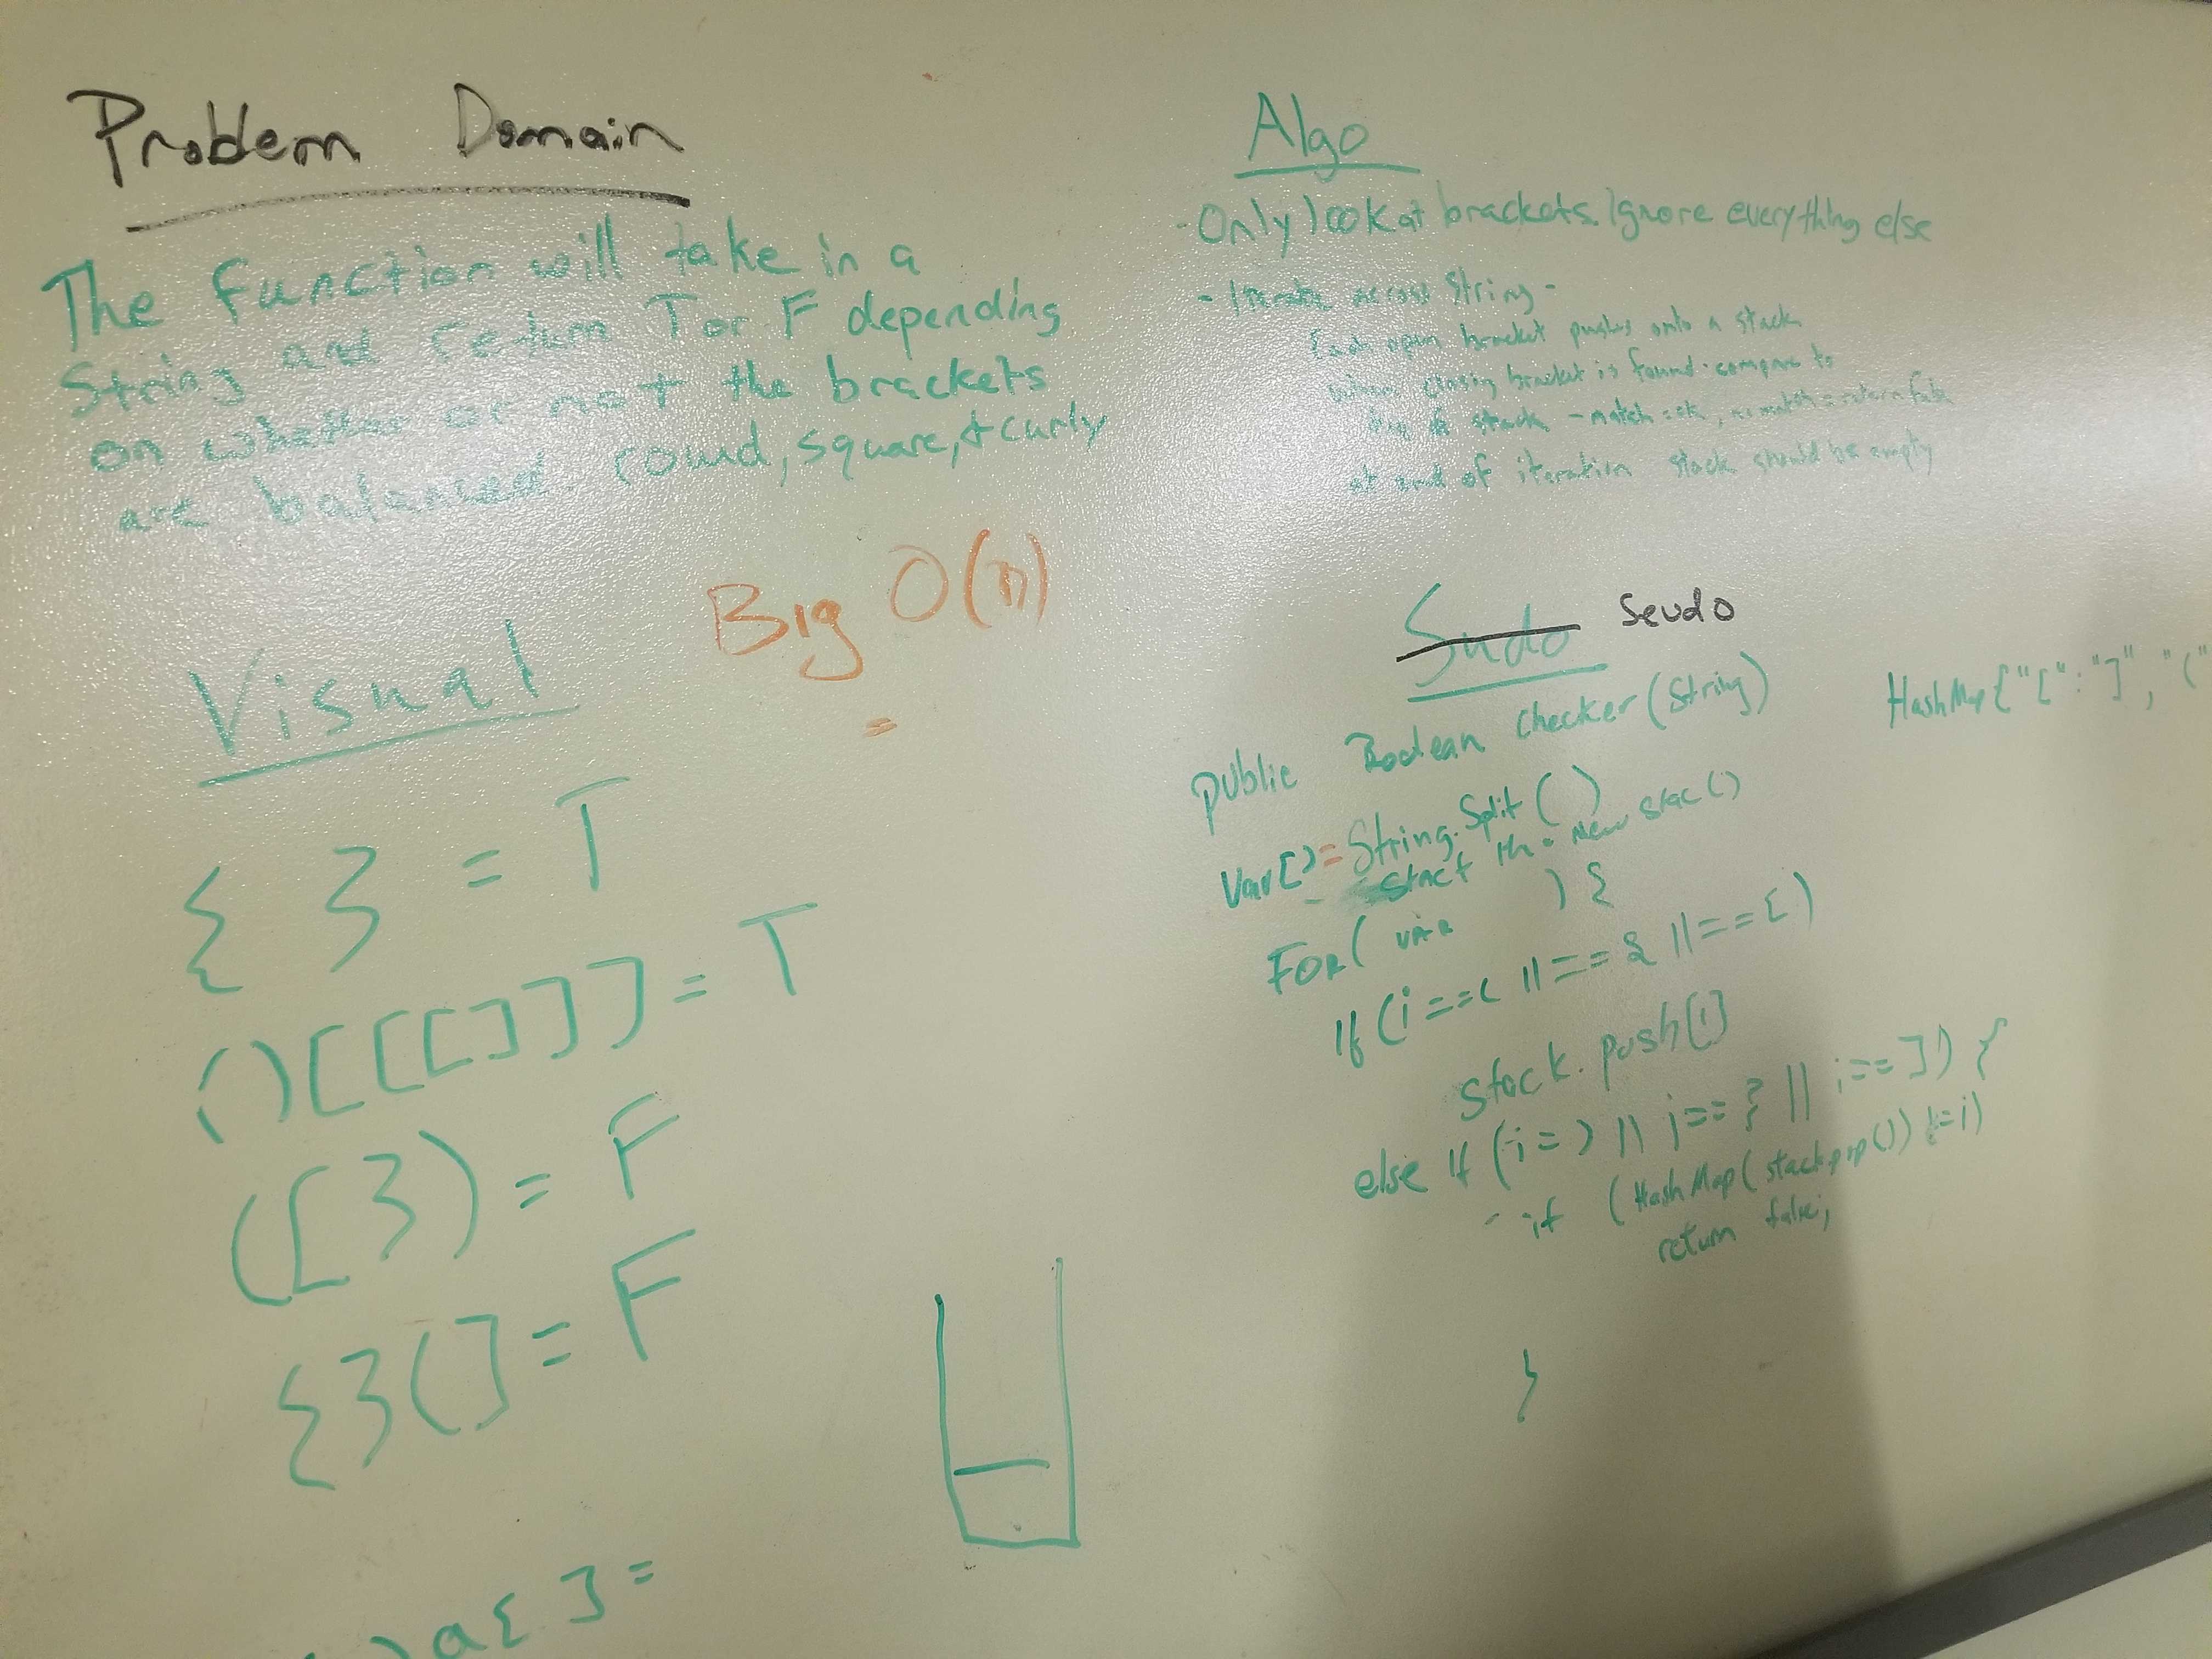 Problem Domain
The function will take in a
String and return T or F depending
on whether or not the brackets
are balanced. round, square, & curly
Big O(n)
=
Visual
{ } = T
()[[[[]]]] = T
([}) = F
{}(] = F
) a{ ] =
Algo
- Only look at brackets. Ignore everything else
- Iterate across String -
Each open bracket pushes onto a stack
when closing bracket is found. compare to
top of stack - match = ok, no match = return false
at end of iteration stack should be empty
Sudo seudo
public Boolean checker (String)
HashMap{"[":"]", "("
Var[] = String.Split( )
new stac()
For( var ) {
If (i ==( || == { || == [)
stack.push[i]
else If (i = ) || i == } || i == ]) {
- if (HashMap(stack.pop()) != i)
return false;
}